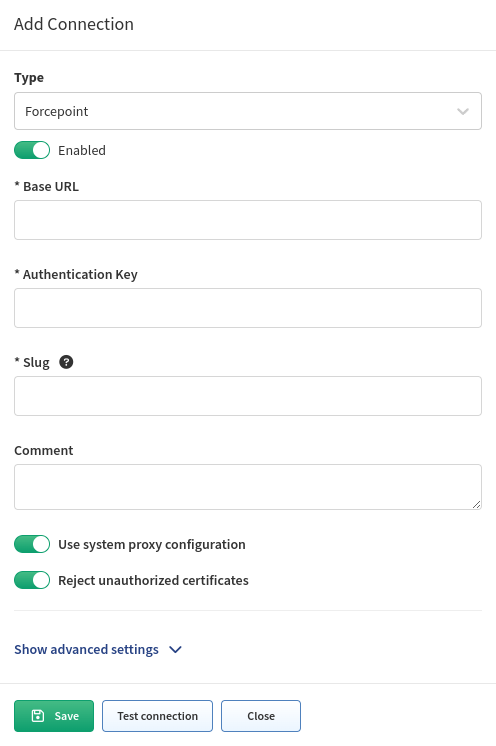 Add Connection
Type
Forcepoint
Enabled
* Base URL
* Authentication Key
* Slug ?
Comment
Use system proxy configuration
Reject unauthorized certificates
Show advanced settings
Save Test connection Close